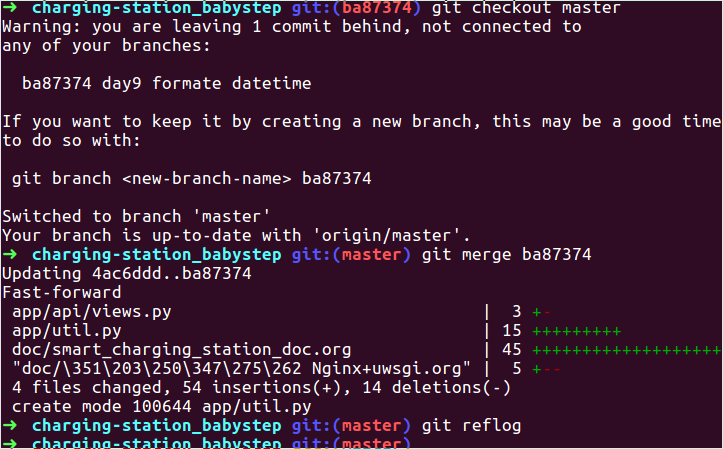 ➜ charging-station_babystep git:(ba87374) git checkout master
Warning: you are leaving 1 commit behind, not connected to
any of your branches:
ba87374 day9 formate datetime
If you want to keep it by creating a new branch, this may be a good time
to do so with:
git branch <new-branch-name> ba87374
Switched to branch 'master'
Your branch is up-to-date with 'origin/master'.
➜ charging-station_babystep git:(master) git merge ba87374
Updating 4ac6ddd..ba87374
Fast-forward
app/api/views.py | 3 +-
app/util.py | 15 +++++++++
doc/smart_charging_station_doc.org | 45 +++++++++++++++++++
"doc/\351\203\250\347\275\262 Nginx+uwsgi.org" | 5 +--
4 files changed, 54 insertions(+), 14 deletions(-)
create mode 100644 app/util.py
➜ charging-station_babystep git:(master) git reflog
➜ charging-station_babystep git:(master)